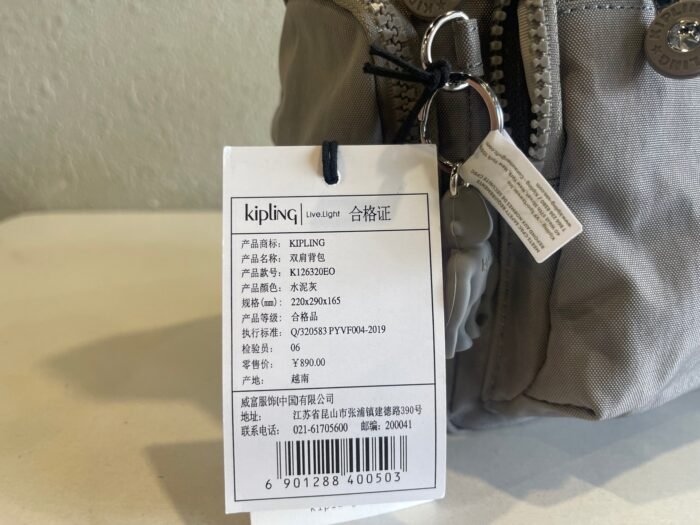 kipling Live.Light 合格证
产品商标: KIPLING
产品名称: 双肩背包
产品款号: K126320EO
产品颜色: 水泥灰
规格(mm): 220x290x165
产品等级: 合格品
执行标准: Q/320583 PYVF004-2019
检验员: 06
零售价: ¥890.00
产地: 越南
威富服饰(中国)有限公司
地址: 江苏省昆山市张浦镇建德路390号
联系电话: 021-61705600 邮编: 200041
6 901288 400503